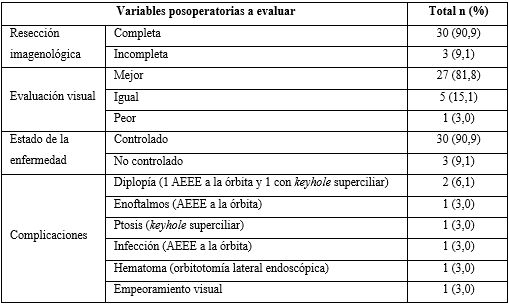 Variables posoperatorias a evaluar Total n (%)
Resección imagenológica Completa 30 (90,9)
Incompleta 3 (9,1)
Evaluación visual Mejor 27 (81,8)
Igual 5 (15,1)
Peor 1 (3,0)
Estado de la enfermedad Controlado 30 (90,9)
No controlado 3 (9,1)
Complicaciones Diplopía (1 AEEE a la órbita y 1 con keyhole superciliar) 2 (6,1)
Enoftalmos (AEEE a la órbita) 1 (3,0)
Ptosis (keyhole superciliar) 1 (3,0)
Infección (AEEE a la órbita) 1 (3,0)
Hematoma (orbitotomía lateral endoscópica) 1 (3,0)
Empeoramiento visual 1 (3,0)